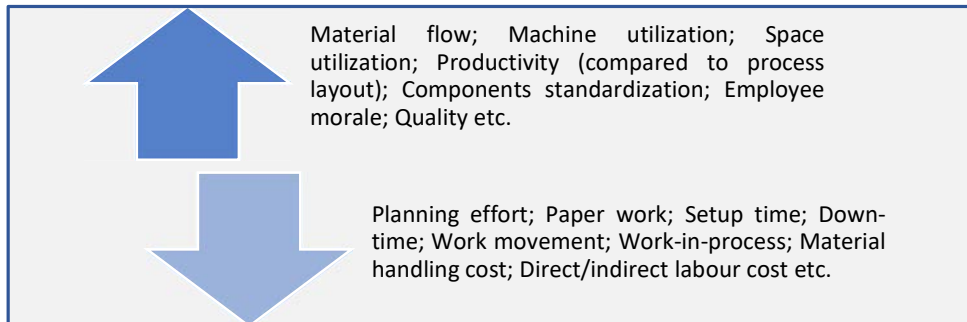 Material flow; Machine utilization; Space
utilization; Productivity (compared to process
layout); Components standardization; Employee
morale; Quality etc.
Planning effort; Paper work; Setup time; Down-
time; Work movement; Work-in-process; Material
handling cost; Direct/indirect labour cost etc.